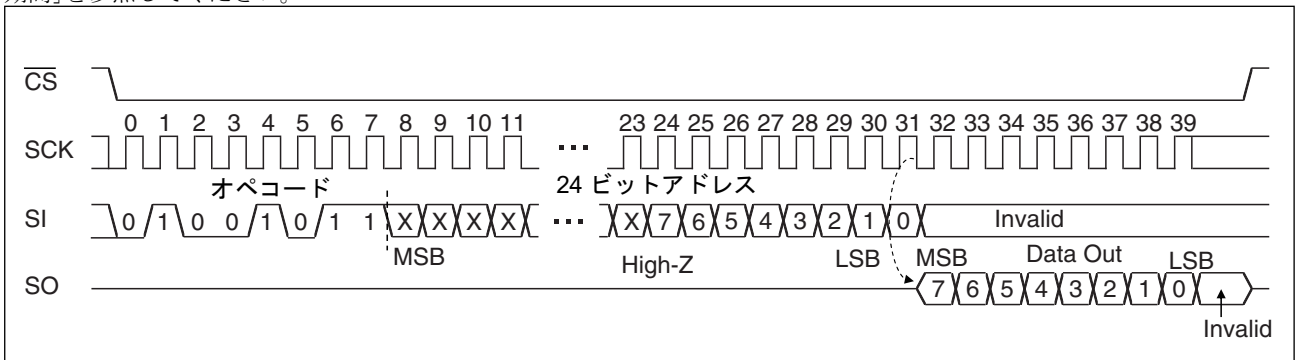 CS
0 1 2 3 4 5 6 7 8 9 10 11 23 24 25 26 27 28 29 30 31 32 33 34 35 36 37 38 39
SCK ...
オペコード 24 ビットアドレス
SI 0 1 0 0 1 0 1 1 X X X X ... X 7 6 5 4 3 2 1 0 Invalid
MSB High-Z LSB MSB Data Out LSB
SO 7 6 5 4 3 2 1 0
Invalid